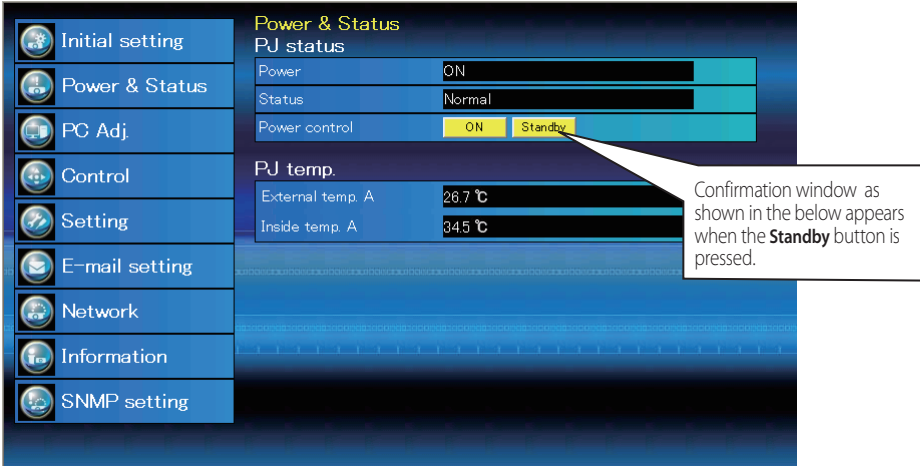 Initial setting
Power & Status
PC Adj.
Control
Setting
E-mail setting
Network
Information
SNMP setting
Power & Status
PJ status
Power ON
Status Normal
Power control ON Standby
PJ temp.
External temp. A 26.7 ℃
Inside temp. A 34.5 ℃
Confirmation window as
shown in the below appears
when the Standby button is
pressed.